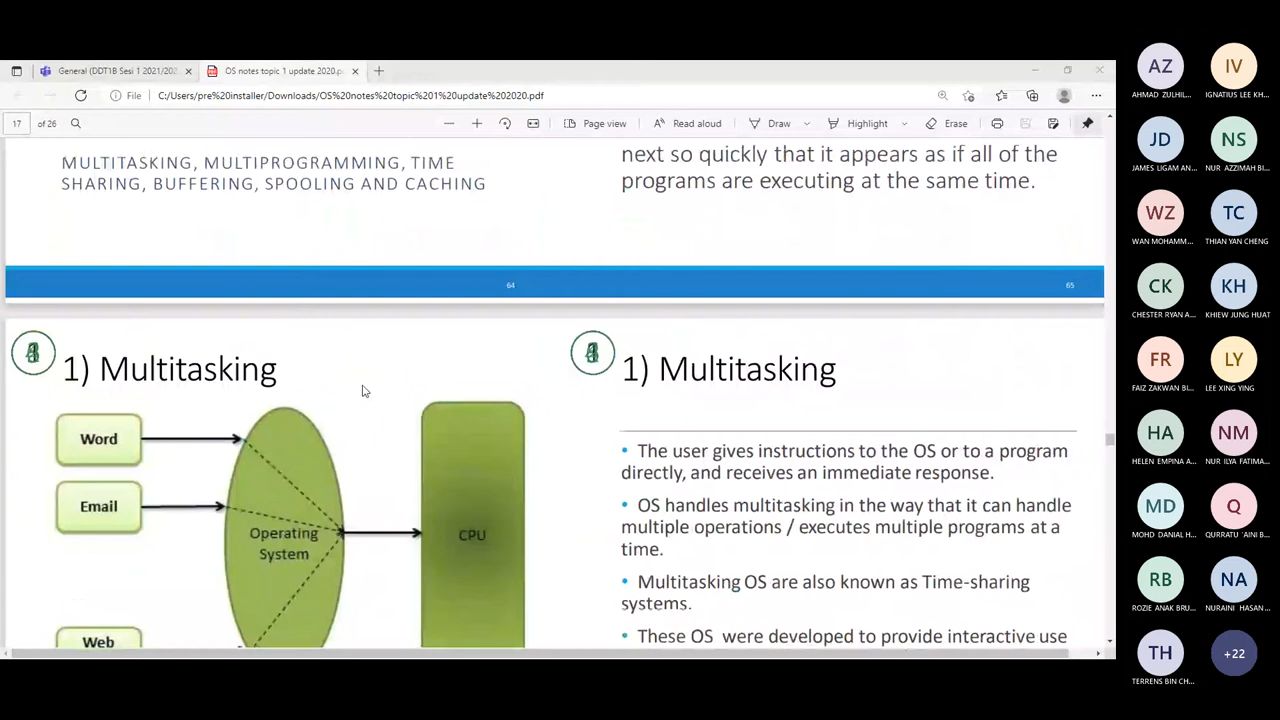 General (DDT1B Sesi 1 2021/202
OS notes topic 1 update 2020.p
File
C:/Users/pre%20installer/Downloads/OS%20notes%20topic%201%20update%202020.pdf
17 of 26
Page view
Read aloud
Draw
Highlight
Erase
MULTITASKING, MULTIPROGRAMMING, TIME
SHARING, BUFFERING, SPOOLING AND CACHING
64
next so quickly that it appears as if all of the
programs are executing at the same time.
65
1) Multitasking
Word
Email
Web
Operating
System
CPU
1) Multitasking
• The user gives instructions to the OS or to a program
directly, and receives an immediate response.
• OS handles multitasking in the way that it can handle
multiple operations / executes multiple programs at a
time.
• Multitasking OS are also known as Time-sharing
systems.
• These OS were developed to provide interactive use
AZ
AHMAD ZULHIL...
IV
IGNATIUS LEE KH...
JD
JAMES LIGAM AN...
NS
NUR AZZIMAH BI...
WZ
WAN MOHAMM...
TC
THIAN YAN CHENG
CK
CHESTER RYAN A...
KH
KHIEW JUNG HUAT
FR
FAIZ ZAKWAN BI...
LY
LEE XING YING
HA
HELEN EMPINA A...
NM
NUR ILYA FATIMA...
MD
MOHD DANIAL H...
Q
QURRATU `AINI B...
RB
ROZIE ANAK BRU...
NA
NURAINI HASAN...
TH
TERRENS BIN CH...
+22